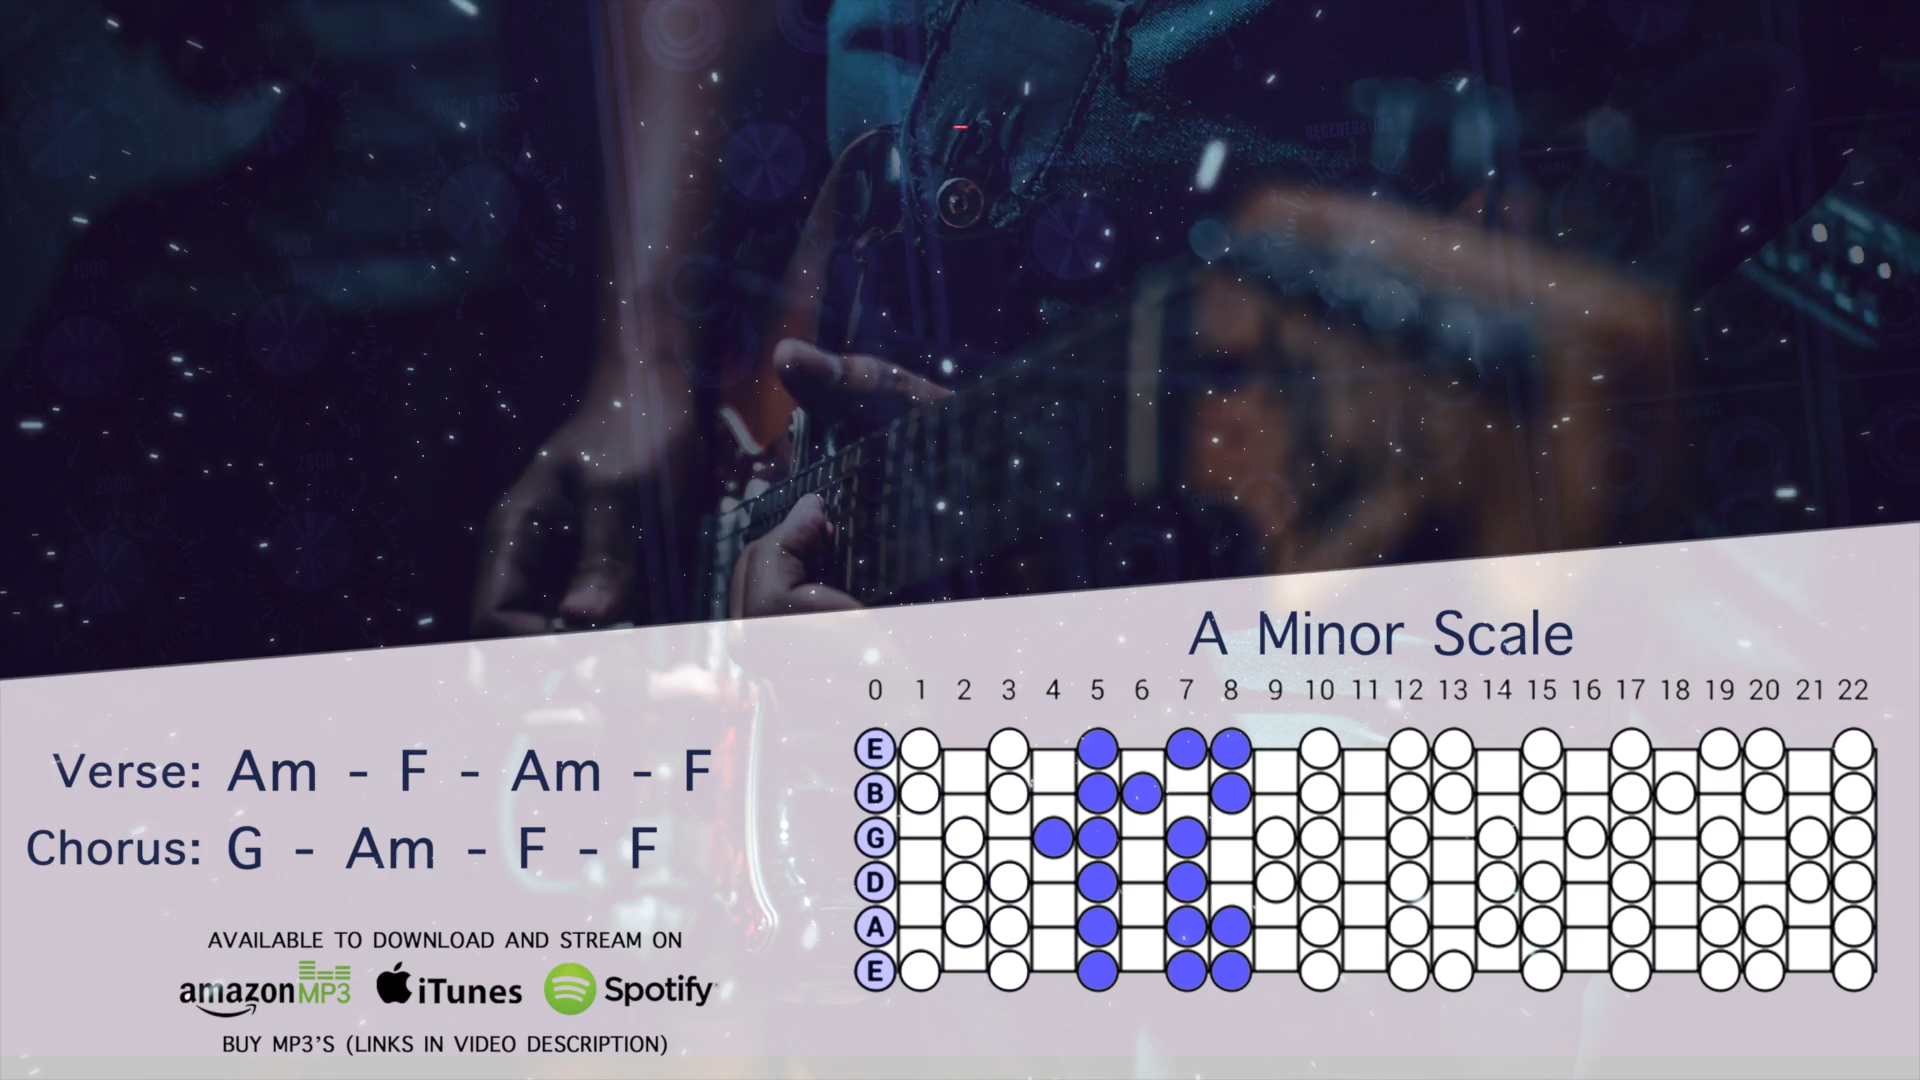 A Minor Scale
0 1 2 3 4 5 6 7 8 9 10 11 12 13 14 15 16 17 18 19 20 21 22
E
B
G
D
A
E
Verse: Am - F - Am - F
Chorus: G - Am - F - F
AVAILABLE TO DOWNLOAD AND STREAM ON
amazonMP3 iTunes Spotify
BUY MP3'S (LINKS IN VIDEO DESCRIPTION)